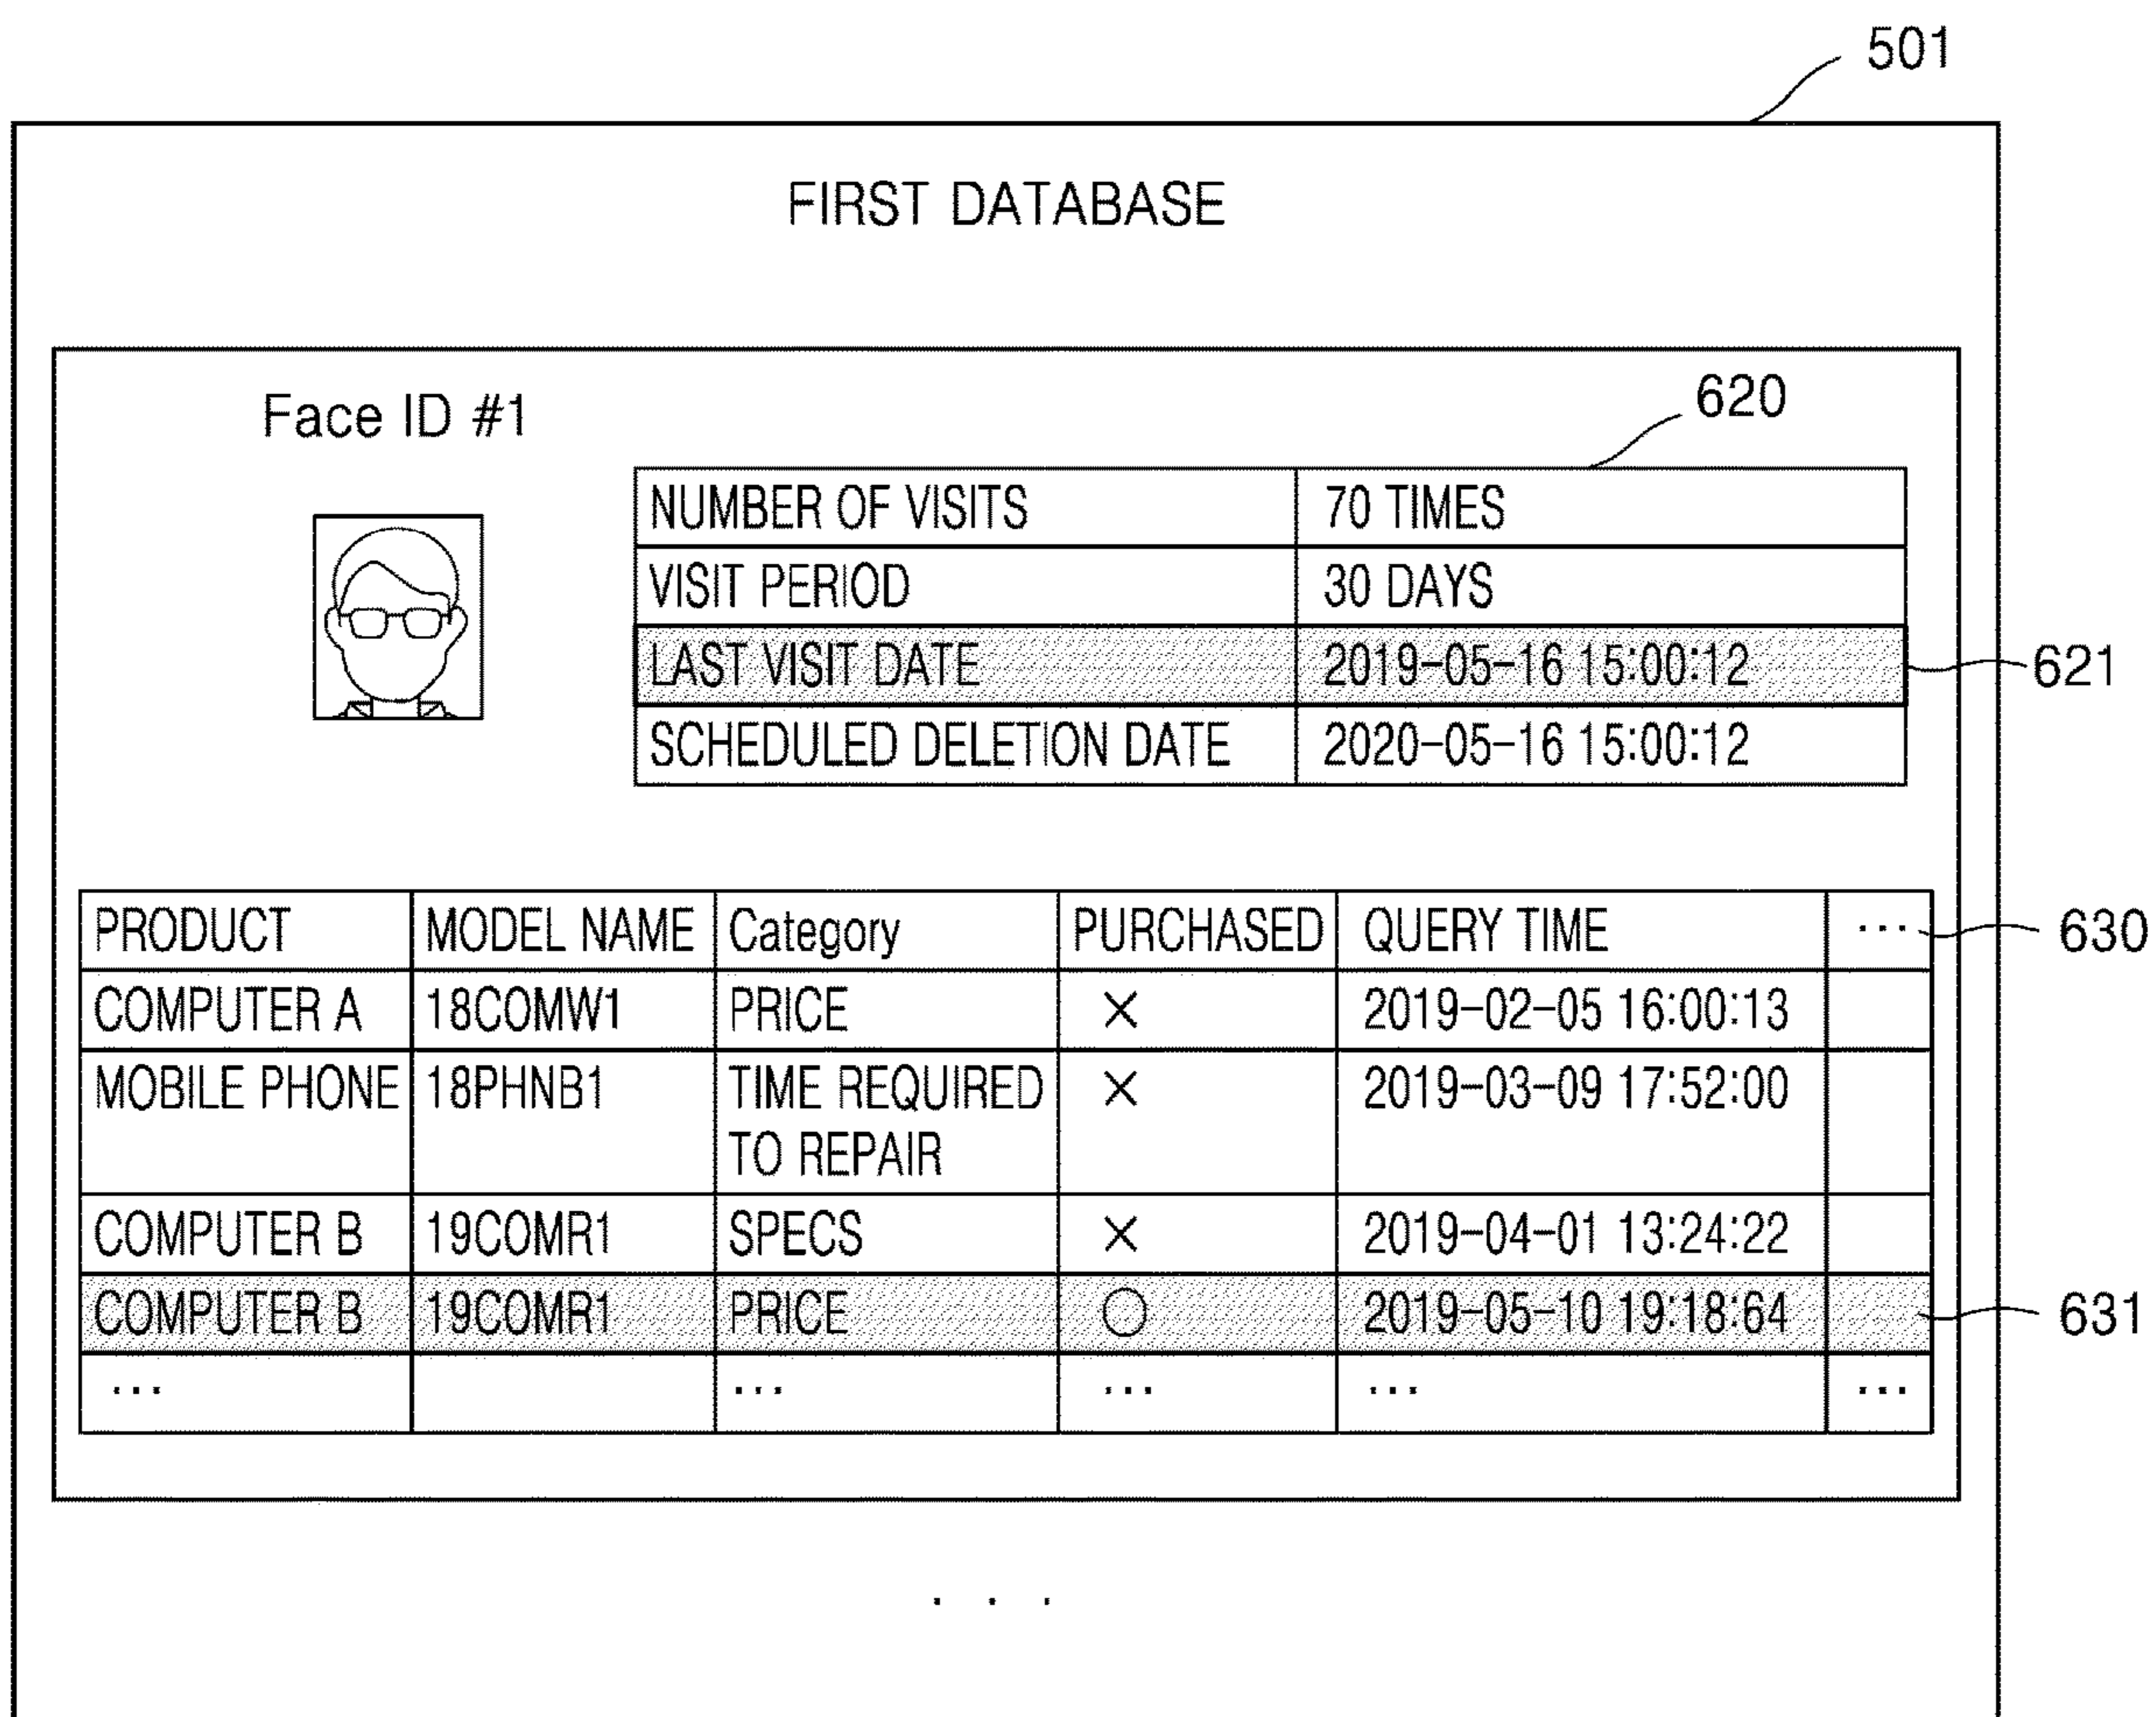 501
FIRST DATABASE
Face ID #1
620
NUMBER OF VISITS 70 TIMES
VISIT PERIOD 30 DAYS
LAST VISIT DATE 2019-05-16 15:00:12 621
SCHEDULED DELETION DATE 2020-05-16 15:00:12
PRODUCT MODEL NAME Category PURCHASED QUERY TIME ... 630
COMPUTER A 18COMW1 PRICE × 2019-02-05 16:00:13
MOBILE PHONE 18PHNB1 TIME REQUIRED × 2019-03-09 17:52:00
TO REPAIR
COMPUTER B 19COMR1 SPECS × 2019-04-01 13:24:22
COMPUTER B 19COMR1 PRICE ○ 2019-05-10 19:18:64 631
... ... ... ... ...
. . .